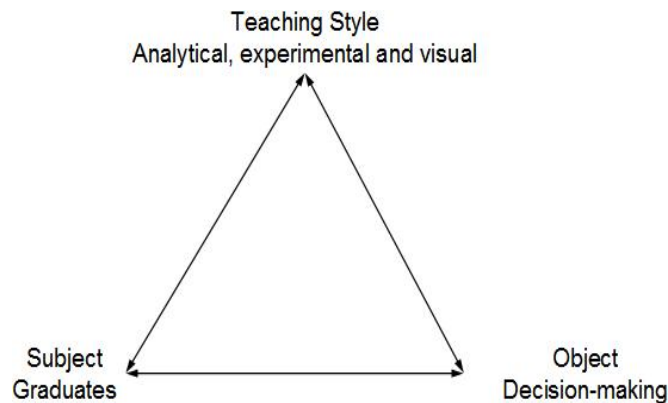 Teaching Style
Analytical, experimental and visual
Subject
Graduates
Object
Decision-making